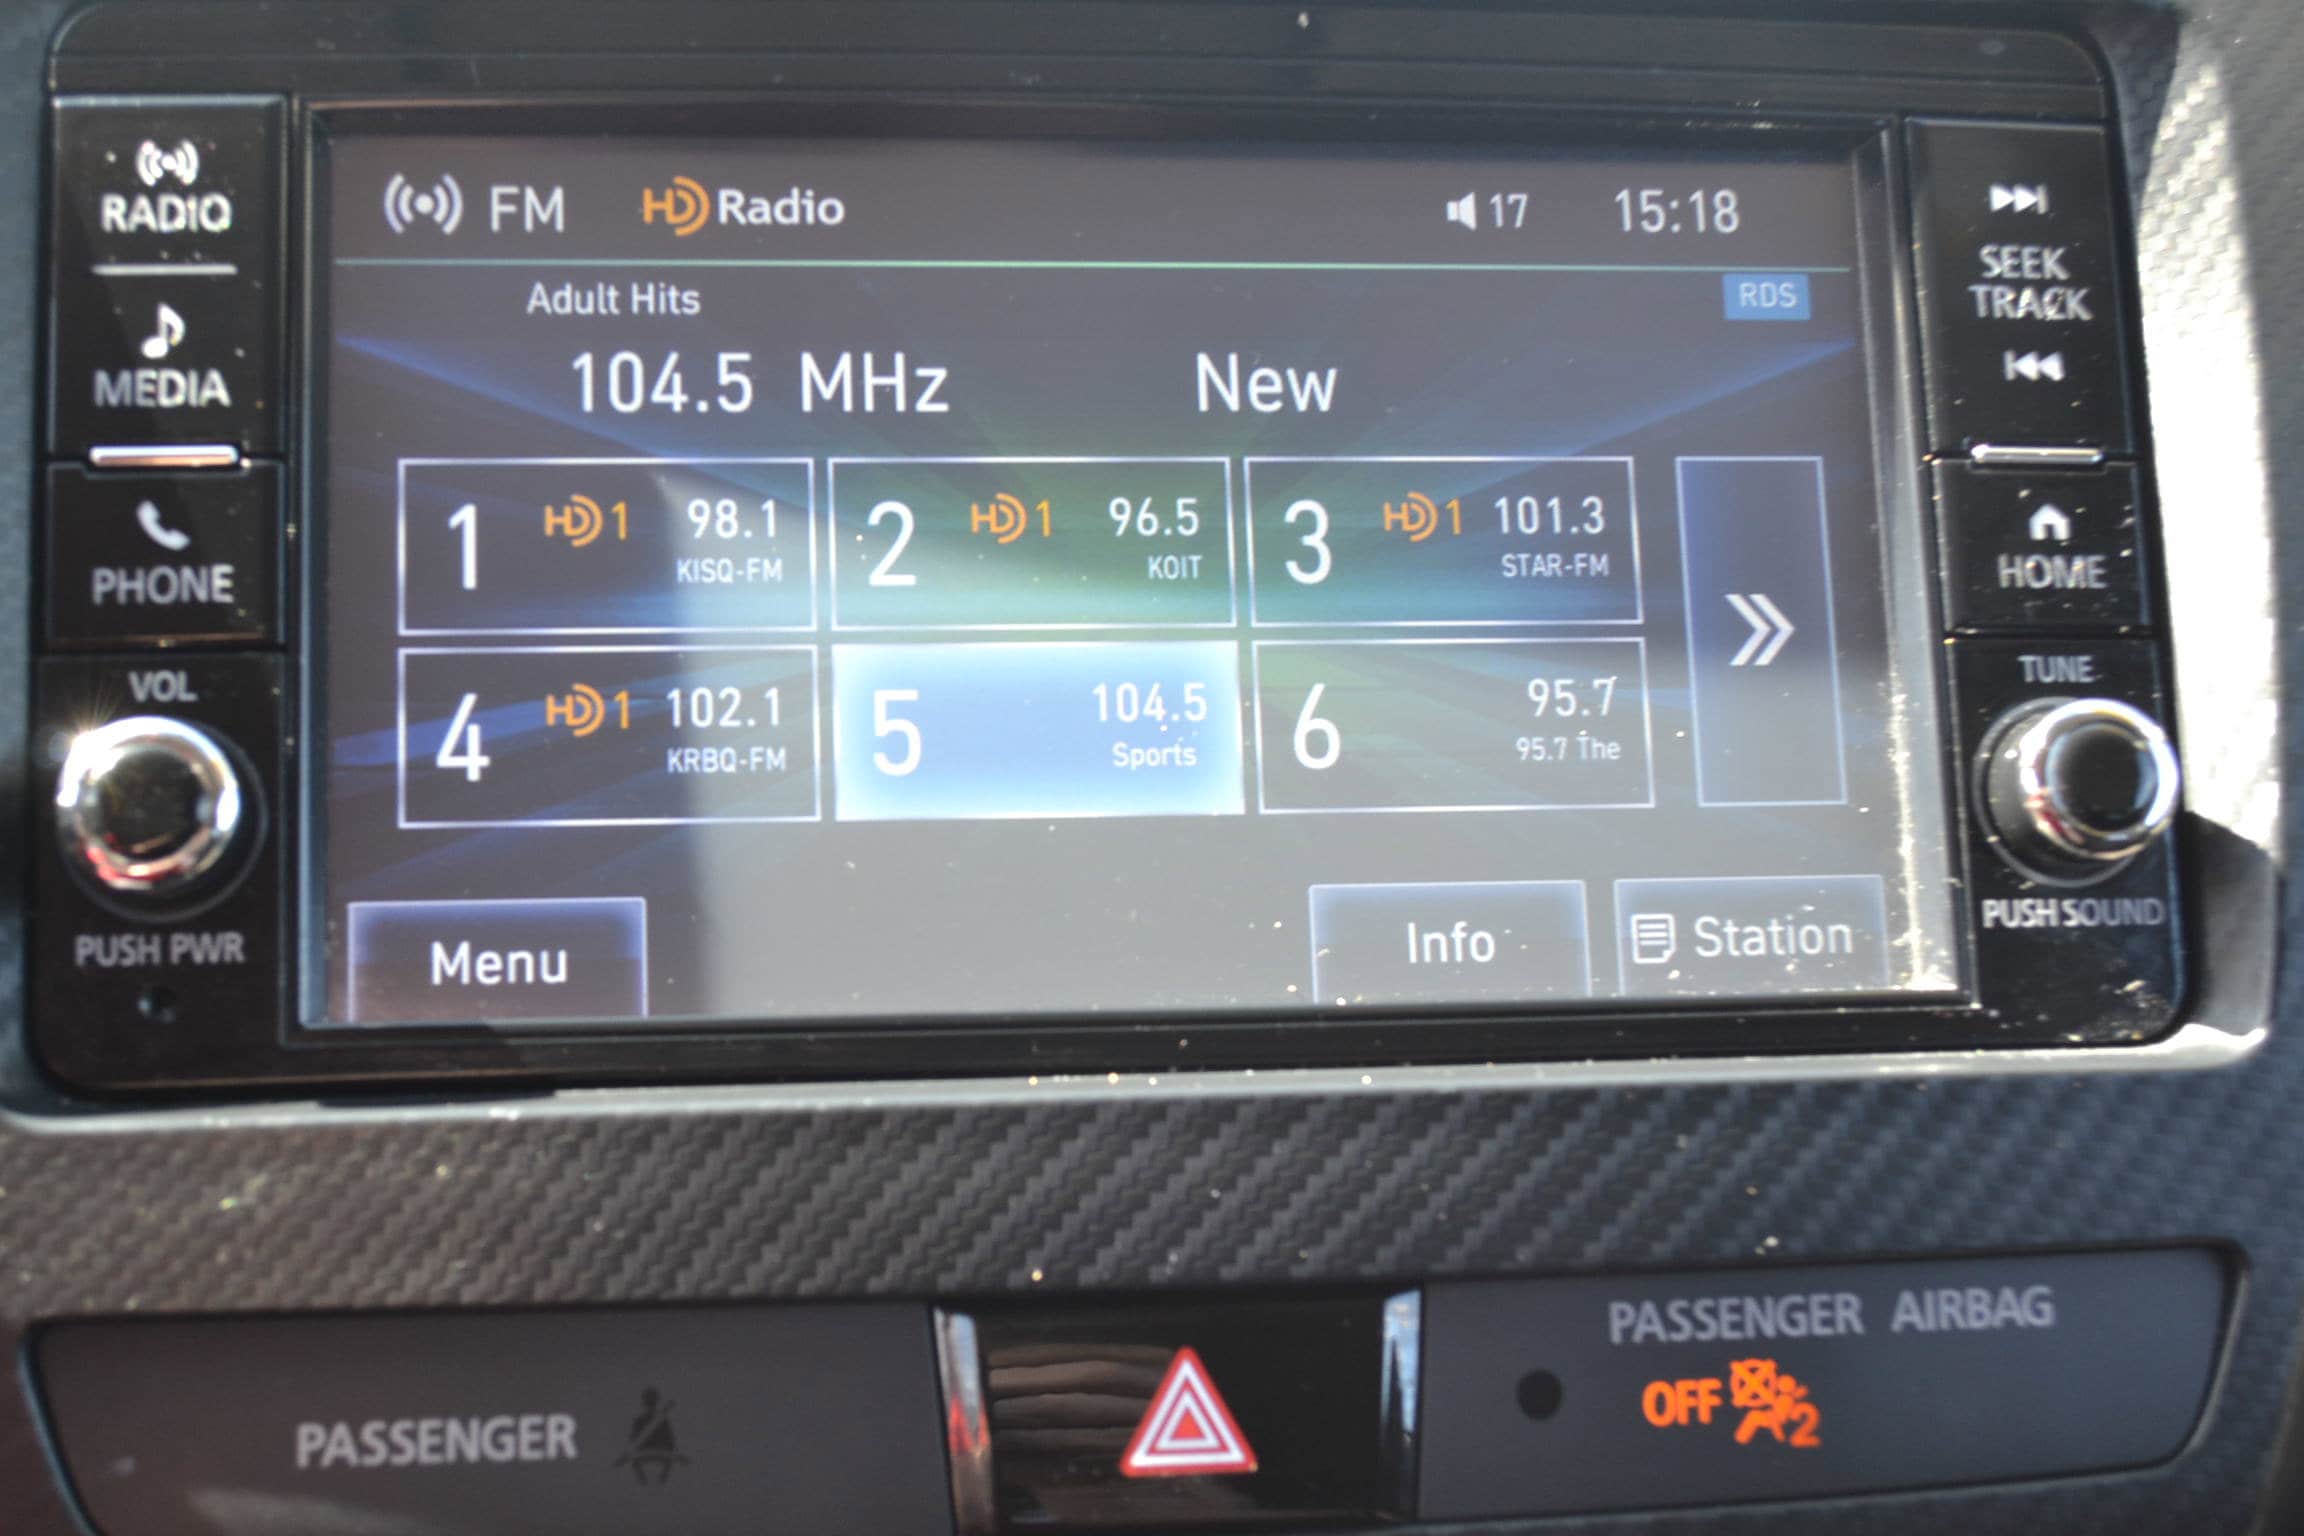 RADIO
MEDIA
PHONE
VOL
PUSH PWR
FM HD Radio 17 15:18
Adult Hits RDS
104.5 MHz New
1 HD 1 98.1 KISQ-FM
2 HD 1 96.5 KOIT
3 HD 1 101.3 STAR-FM
4 HD 1 102.1 KRBQ-FM
5 104.5 Sports
6 95.7 95.7 The
Menu Info Station
SEEK
TRACK
HOME
TUNE
PUSH SOUND
PASSENGER
PASSENGER AIRBAG
OFF 2